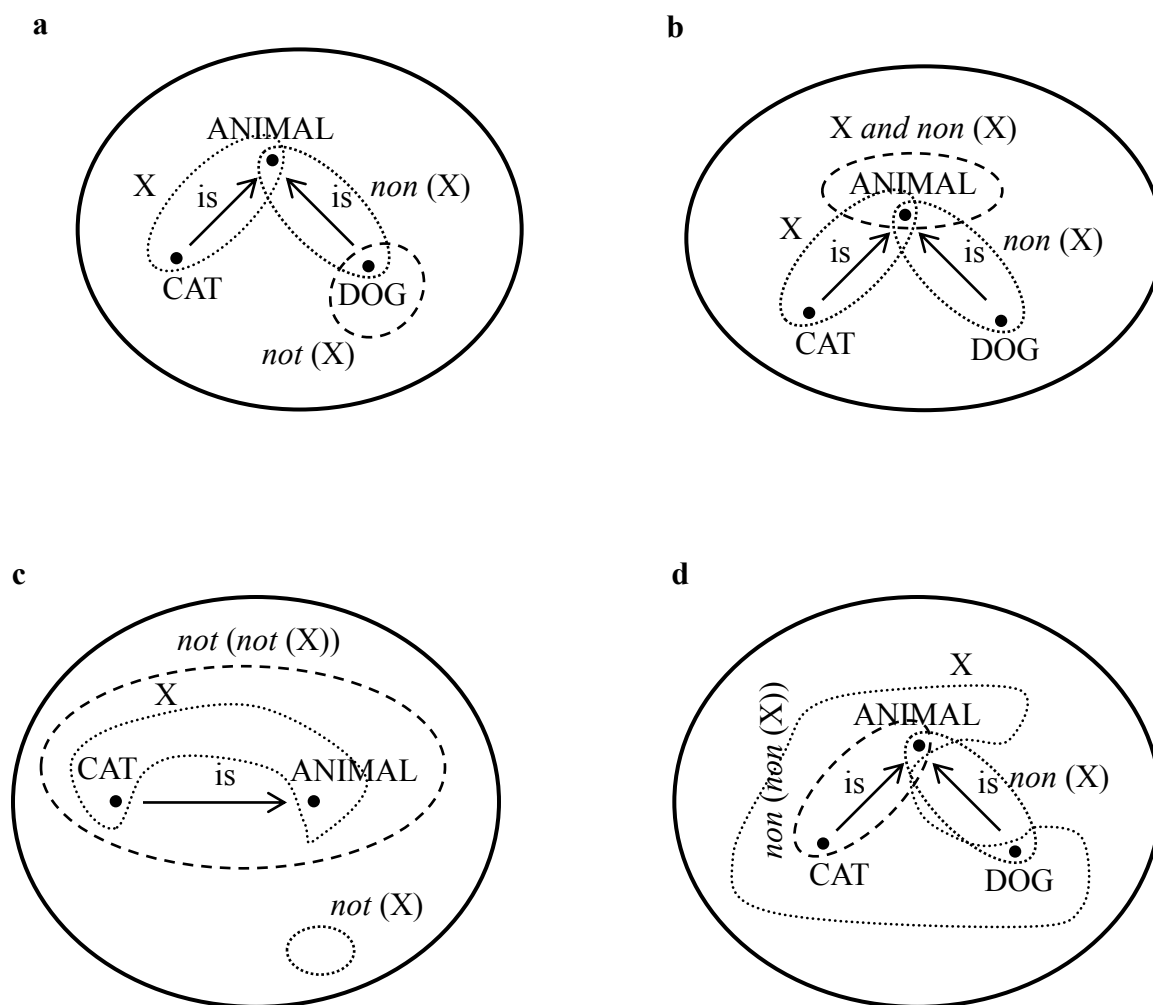 a
ANIMAL
X
is
is
non (X)
CAT
DOG
not (X)
b
X and non (X)
ANIMAL
X
is
is
non (X)
CAT
DOG
c
not (not (X))
X
CAT
is
ANIMAL
not (X)
d
X
ANIMAL
non (non (X))
is
is
non (X)
CAT
DOG